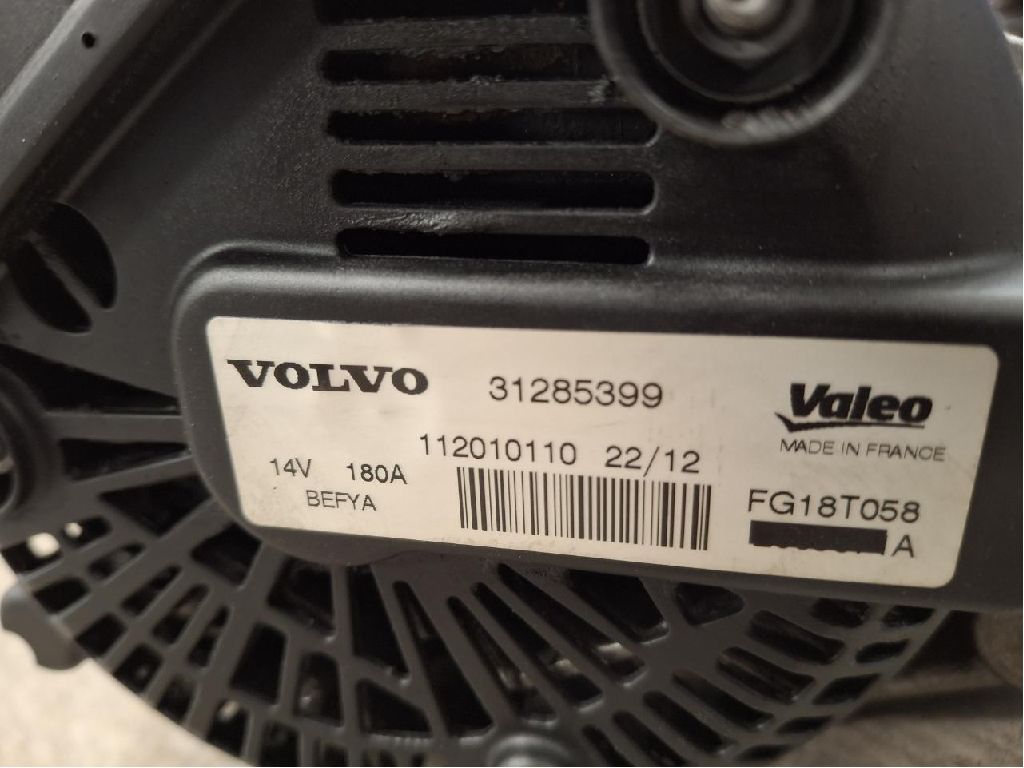 VOLVO 31285399
Valeo
MADE IN FRANCE
112010110 22/12
14V 180A
BEFYA
FG18T058
A